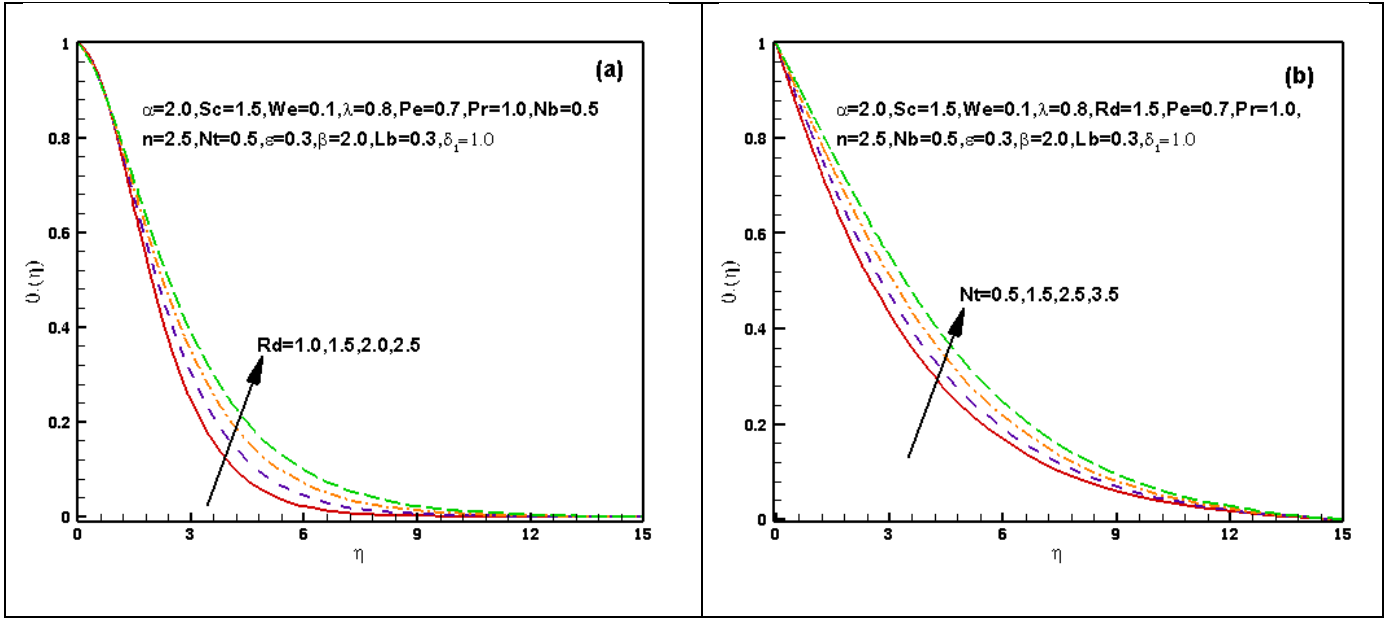 (a)
α=2.0,Sc=1.5,We=0.1,λ=0.8,Pe=0.7,Pr=1.0,Nb=0.5
n=2.5,Nt=0.5,ε=0.3,β=2.0,Lb=0.3,δ₁=1.0
Rd=1.0,1.5,2.0,2.5
θ(η)
1
0.8
0.6
0.4
0.2
0
0 3 6 9 12 15
η
(b)
α=2.0,Sc=1.5,We=0.1,λ=0.8,Rd=1.5,Pe=0.7,Pr=1.0,
n=2.5,Nb=0.5,ε=0.3,β=2.0,Lb=0.3,δ₁=1.0
Nt=0.5,1.5,2.5,3.5
θ(η)
1
0.8
0.6
0.4
0.2
0
0 3 6 9 12 15
η